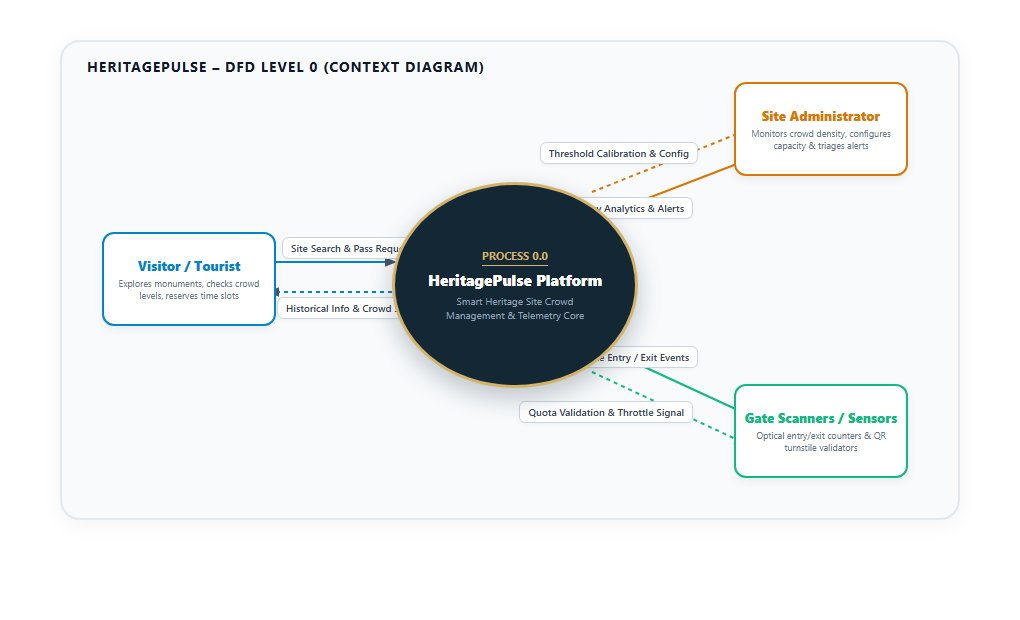 HERITAGEPULSE – DFD LEVEL 0 (CONTEXT DIAGRAM)
Site Administrator
Monitors crowd density, configures
capacity & triages alerts
Threshold Calibration & Config
Analytics & Alerts
Visitor / Tourist
Explores monuments, checks crowd
levels, reserves time slots
Site Search & Pass
Historical Info & Crowd
PROCESS 0.0
HeritagePulse Platform
Smart Heritage Site Crowd
Management & Telemetry Core
Entry / Exit Events
Quota Validation & Throttle Signal
Gate Scanners / Sensors
Optical entry/exit counters & QR
turnstile validators